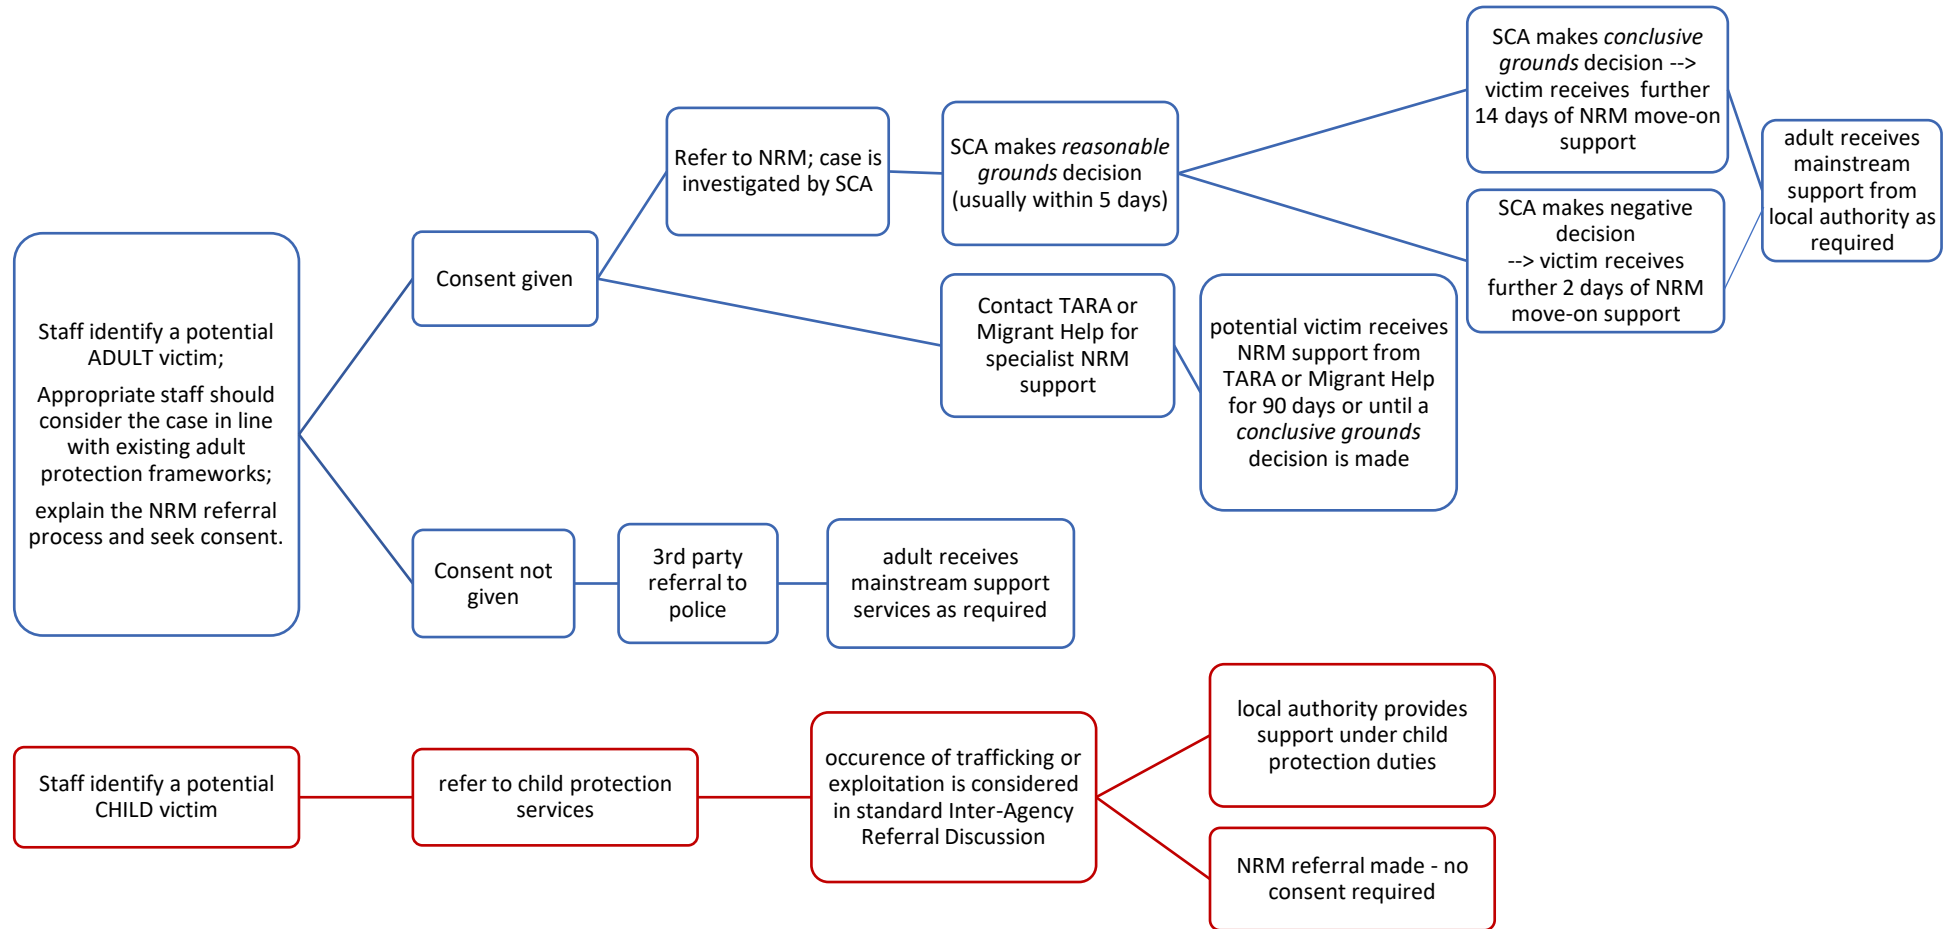 Staff identify a potential
ADULT victim;
Appropriate staff should
consider the case in line
with existing adult
protection frameworks;
explain the NRM referral
process and seek consent.
Consent given
Refer to NRM; case is
investigated by SCA
SCA makes reasonable
grounds decision
(usually within 5 days)
SCA makes conclusive
grounds decision -->
victim receives  further
14 days of NRM move-on
support
SCA makes negative
decision
--> victim receives
further 2 days of NRM
move-on support
adult receives
mainstream
support from
local authority as
required
Contact TARA or
Migrant Help for
specialist NRM
support
potential victim receives
NRM support from
TARA or Migrant Help
for 90 days or until a
conclusive grounds
decision is made
Consent not
given
3rd party
referral to
police
adult receives
mainstream support
services as required
Staff identify a potential
CHILD victim
refer to child protection
services
occurence of trafficking or
exploitation is considered
in standard Inter-Agency
Referral Discussion
local authority provides
support under child
protection duties
NRM referral made - no
consent required